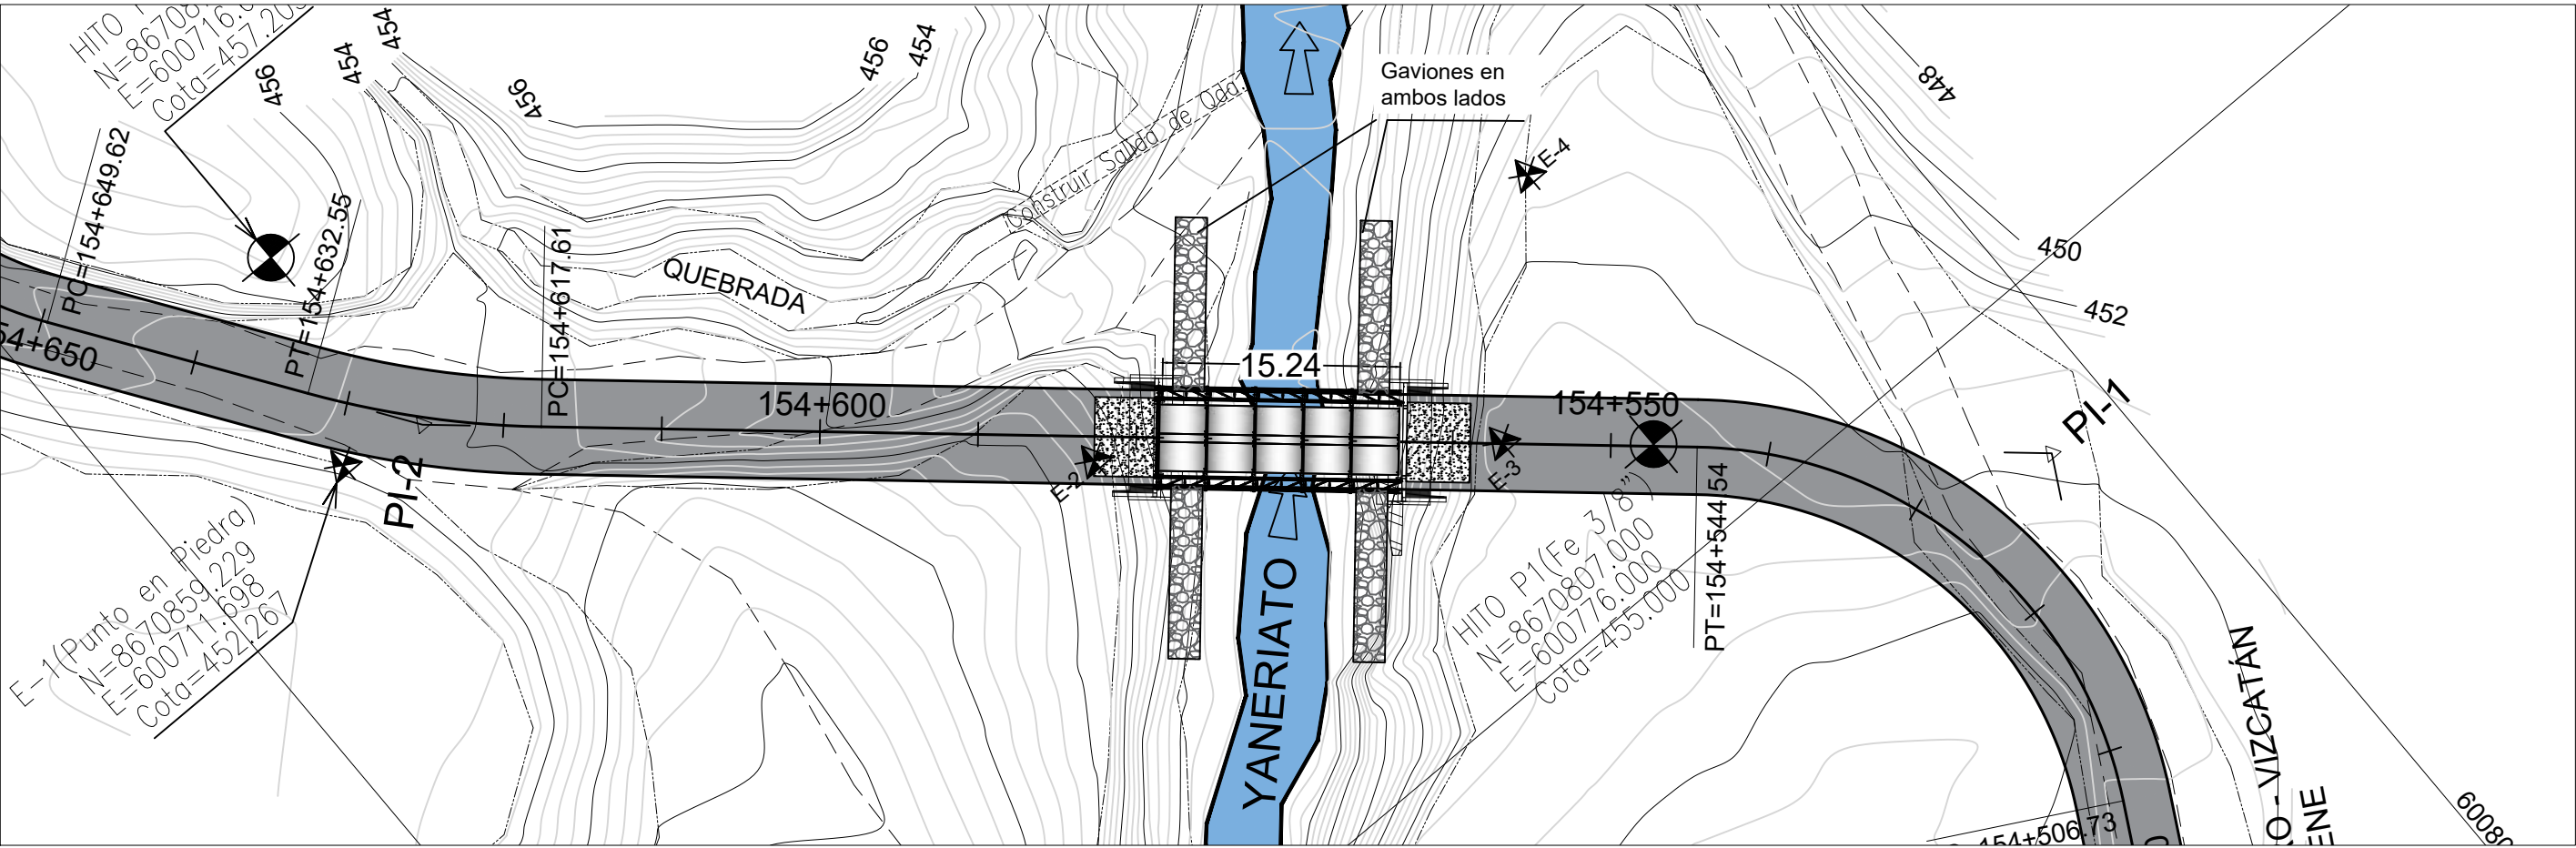 HITO
N=86708
E=600716.
Cota=457.20
454
454
456
456
456
454
Gaviones en
ambos lados
448
Construir Salida de Qda.
E-4
PC=154+649.62
PT=154+632.55
PC=154+617.61
QUEBRADA
450
452
15.24
54+650
154+600
154+550
PI-1
PI-2
E-2
E-3
E-1(Punto en Piedra)
N=8670859.229
E=600711.698
Cota=452.267
HITO P1(Fe 3/8")
N=8670807.000
E=600776.000
Cota=455.000
PT=154+544.54
YANERIATO
O - VIZCATÁN
ENE
154+506.73
60080